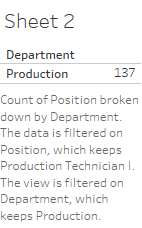 Sheet 2
Department
Production 137
Count of Position broken
down by Department.
The data is filtered on
Position, which keeps
Production Technician I.
The view is filtered on
Department, which
keeps Production.